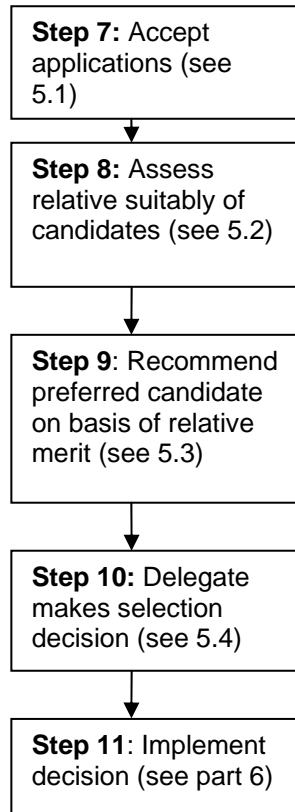 Step 7: Accept
applications (see
5.1)
Step 8: Assess
relative suitably of
candidates (see 5.2)
Step 9: Recommend
preferred candidate
on basis of relative
merit (see 5.3)
Step 10: Delegate
makes selection
decision (see 5.4)
Step 11: Implement
decision (see part 6)